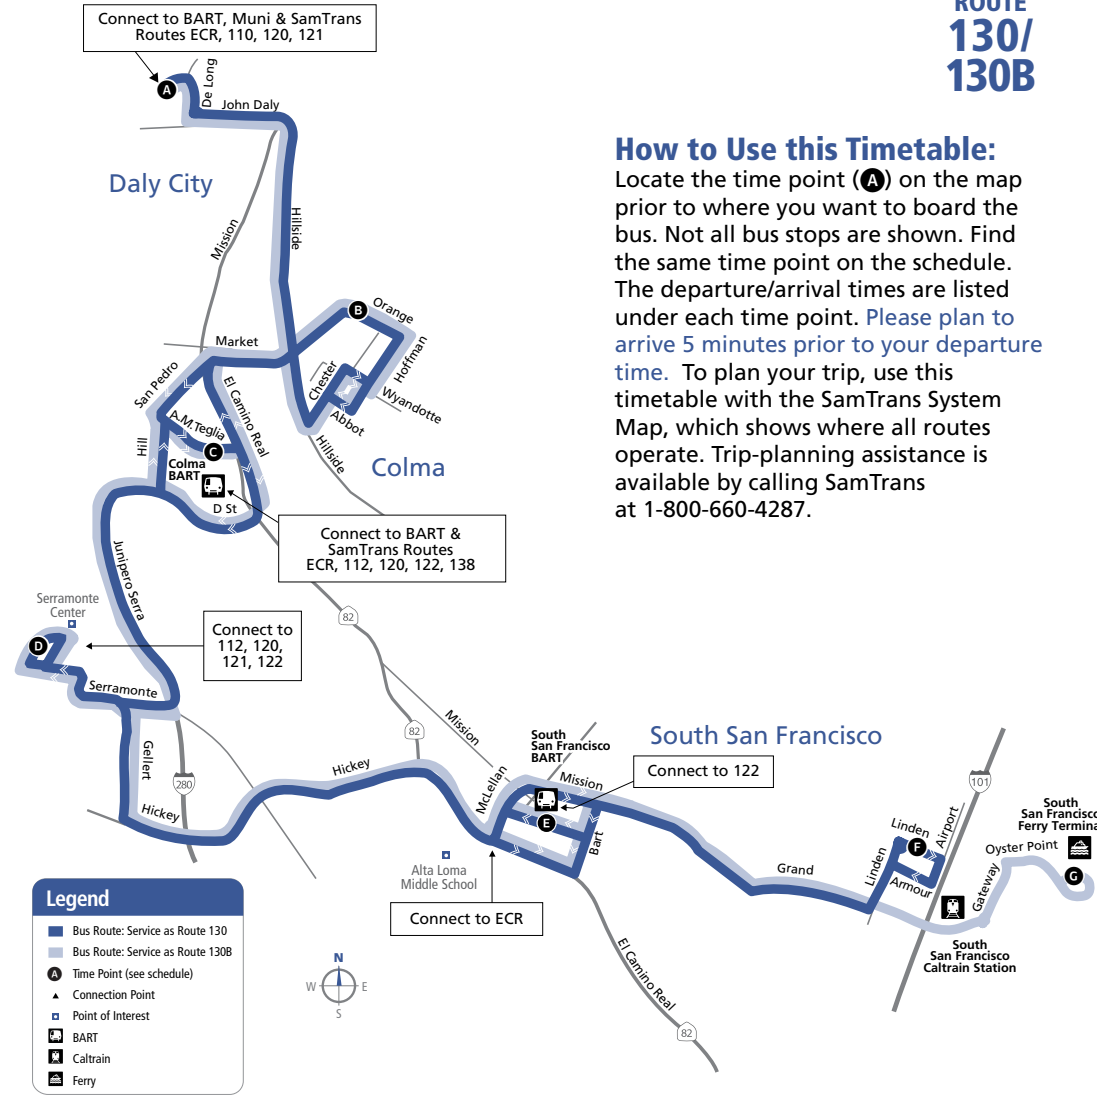 ROUTE
130/
130B
Connect to BART, Muni & SamTrans
Routes ECR, 110, 120, 121
A
De Long
John Daly
Daly City
Mission
Hillside
How to Use this Timetable:
Locate the time point (A) on the map
prior to where you want to board the
bus. Not all bus stops are shown. Find
the same time point on the schedule.
The departure/arrival times are listed
under each time point. Please plan to
arrive 5 minutes prior to your departure
time. To plan your trip, use this
timetable with the SamTrans System
Map, which shows where all routes
operate. Trip-planning assistance is
available by calling SamTrans
at 1-800-660-4287.
B
Orange
Market
Hoffman
San Pedro
Chester
El Camino Real
Wyandotte
A.M.Teglia
Abbot
Hill
C
Hillside
Colma
BART
Colma
D St
Connect to BART &
SamTrans Routes
ECR, 112, 120, 122, 138
Junipero Serra
Serramonte
Center
82
D
Connect to
112, 120,
121, 122
Serramonte
Mission
82
South
San Francisco
BART
South San Francisco
Gellert
Hickey
McLellan
Mission
Connect to 122
280
101
Hickey
E
Bart
Linden
F
Airport
South
San Francisco
Ferry Termina
Oyster Point
Alta Loma
Middle School
Grand
Linden
Armour
Gateway
G
Connect to ECR
South
San Francisco
Caltrain Station
El Camino Real
82
Legend
Bus Route: Service as Route 130
Bus Route: Service as Route 130B
A Time Point (see schedule)
Connection Point
Point of Interest
BART
Caltrain
Ferry
N
W E
S